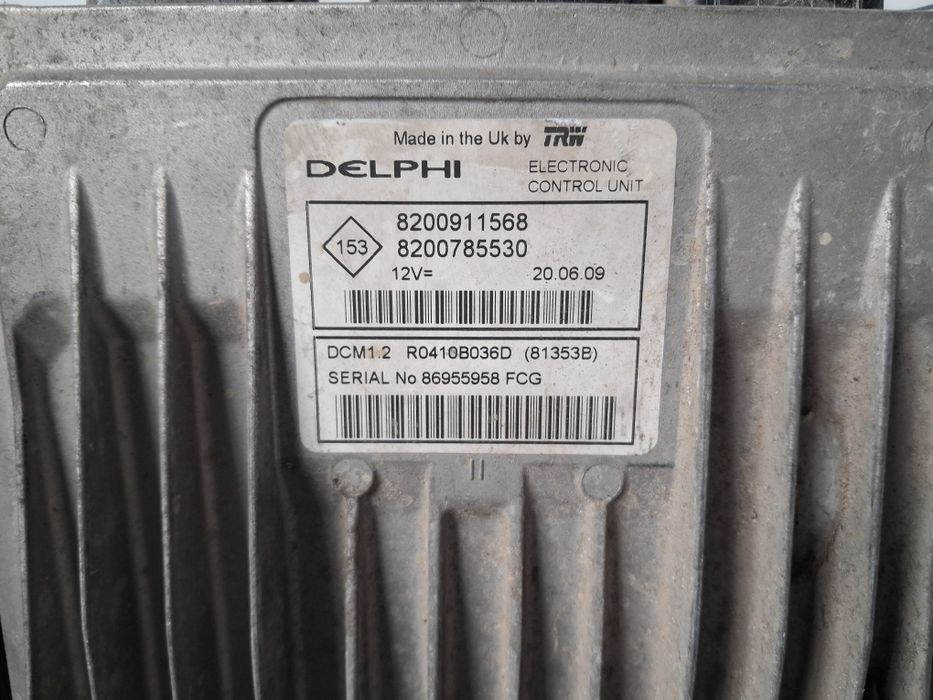 Made in the Uk by TRW
DELPHI
ELECTRONIC
CONTROL UNIT
153
8200911568
8200785530
12V=
20.06.09
DCM1.2 R0410B036D (81353B)
SERIAL No 86955958 FCG